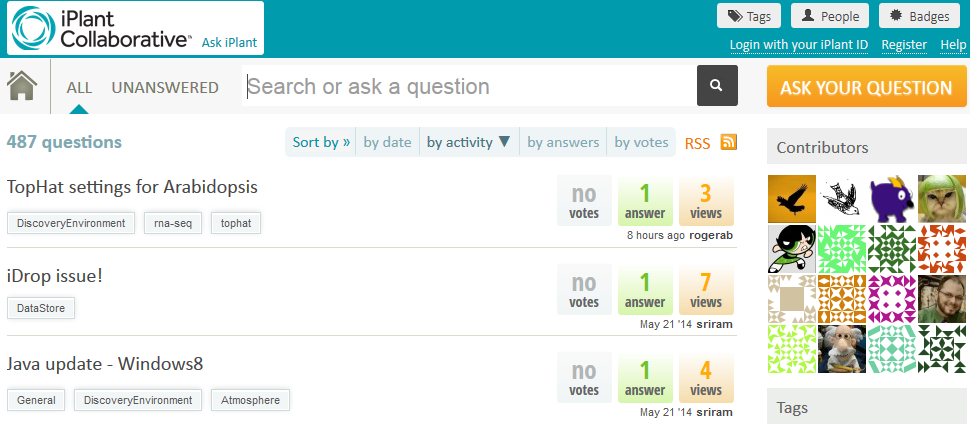 iPlant Collaborative™ Ask iPlant
Tags People Badges
Login with your iPlant ID Register Help
ALL UNANSWERED Search or ask a question ASK YOUR QUESTION
487 questions Sort by » by date by activity ▼ by answers by votes RSS
Contributors
TopHat settings for Arabidopsis
no votes 1 answer 3 views
DiscoveryEnvironment rna-seq tophat
8 hours ago rogerab
iDrop issue!
no votes 1 answer 7 views
DataStore
May 21 '14 sriram
Java update - Windows8
no votes 1 answer 4 views
General DiscoveryEnvironment Atmosphere
May 21 '14 sriram
Tags